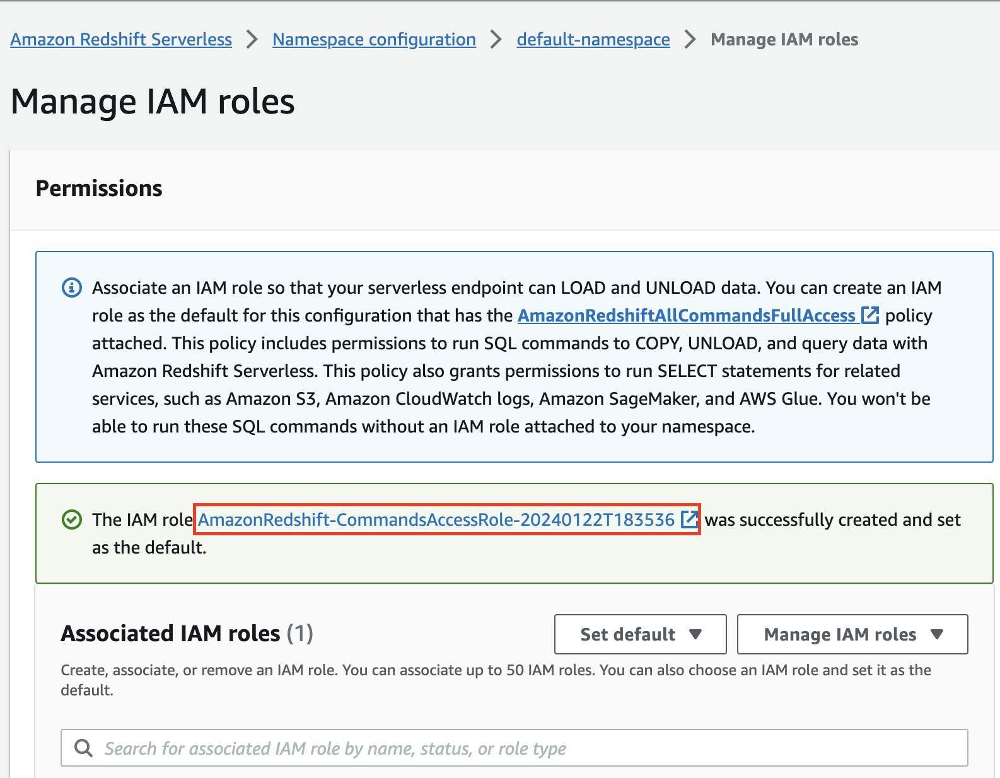 Amazon Redshift Serverless > Namespace configuration > default-namespace > Manage IAM roles
Manage IAM roles
Permissions
Associate an IAM role so that your serverless endpoint can LOAD and UNLOAD data. You can create an IAM
role as the default for this configuration that has the AmazonRedshiftAllCommandsFullAccess policy
attached. This policy includes permissions to run SQL commands to COPY, UNLOAD, and query data with
Amazon Redshift Serverless. This policy also grants permissions to run SELECT statements for related
services, such as Amazon S3, Amazon CloudWatch logs, Amazon SageMaker, and AWS Glue. You won't be
able to run these SQL commands without an IAM role attached to your namespace.
The IAM role AmazonRedshift-CommandsAccessRole-20240122T183536 was successfully created and set
as the default.
Associated IAM roles (1)
Set default
Manage IAM roles
Create, associate, or remove an IAM role. You can associate up to 50 IAM roles. You can also choose an IAM role and set it as the
default.
Search for associated IAM role by name, status, or role type